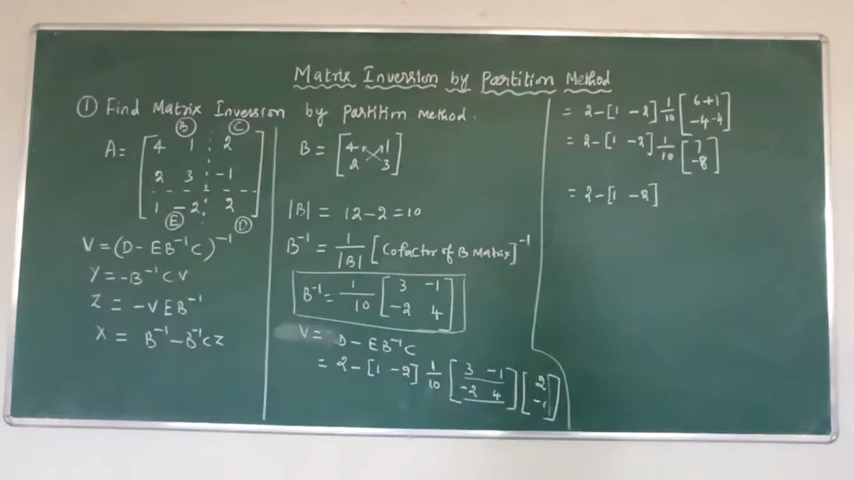 Matrix Inversion by Partition Method
① Find Matrix Inversion by partition method.
Ⓑ Ⓒ
A = [4 1 2
2 3 -1
1 -2 2]
Ⓔ Ⓓ
V = (D - EB⁻¹C)⁻¹
Y = -B⁻¹CV
Z = -VEB⁻¹
X = B⁻¹ - B⁻¹CZ
B = [4 1
2 3]
|B| = 12 - 2 = 10
B⁻¹ = 1/|B| [Cofactor of B Matrix]⁻¹
B⁻¹ = 1/10 [3 -1
-2 4]
V = D - EB⁻¹C
= 2 - [1 -2] 1/10 [3 -1
-2 4] [2
-1]
= 2 - [1 -2] 1/10 [6+1
-4-4]
= 2 - [1 -2] 1/10 [7
-8]
= 2 - [1 -2]